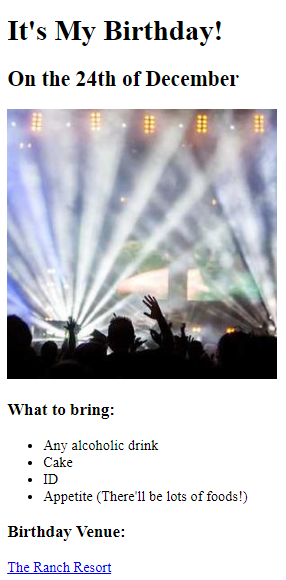 It's My Birthday!
On the 24th of December
What to bring:
Any alcoholic drink
Cake
ID
Appetite (There'll be lots of foods!)
Birthday Venue:
The Ranch Resort